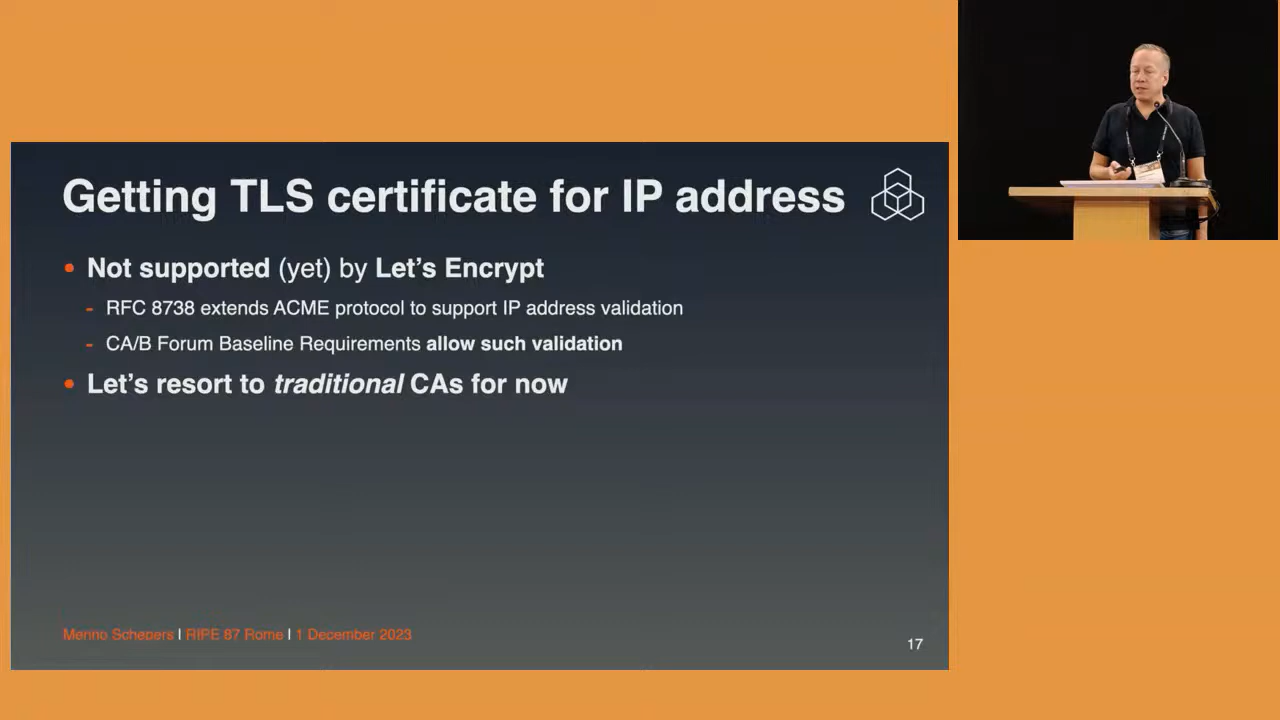 Getting TLS certificate for IP address
• Not supported (yet) by Let's Encrypt
- RFC 8738 extends ACME protocol to support IP address validation
- CA/B Forum Baseline Requirements allow such validation
• Let's resort to traditional CAs for now
Menno Schepers | RIPE 87 Rome | 1 December 2023
17